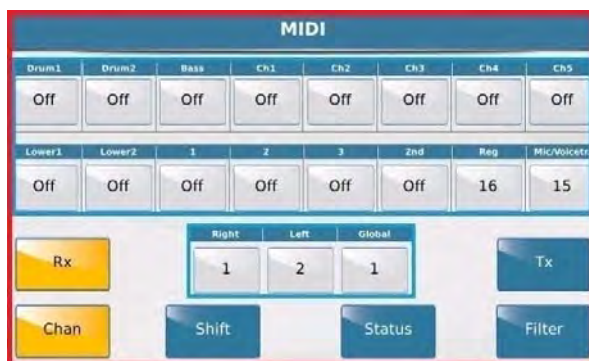 MIDI
Drum1 Drum2 Bass Ch1 Ch2 Ch3 Ch4 Ch5
Off Off Off Off Off Off Off Off
Lower1 Lower2 1 2 3 2nd Reg Mic/Voicetr
Off Off Off Off Off Off 16 15
Right Left Global
Rx 1 2 1 Tx
Chan Shift Status Filter